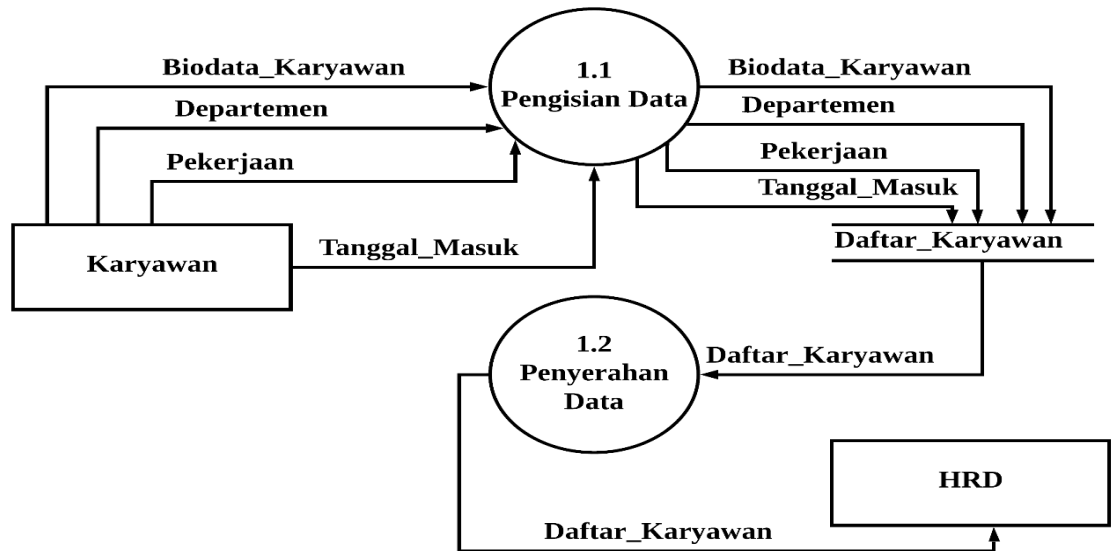 Biodata_Karyawan
Departemen
Pekerjaan
Tanggal_Masuk
Karyawan
1.1
Pengisian Data
Biodata_Karyawan
Departemen
Pekerjaan
Tanggal_Masuk
Daftar_Karyawan
1.2
Penyerahan
Data
Daftar_Karyawan
HRD
Daftar_Karyawan